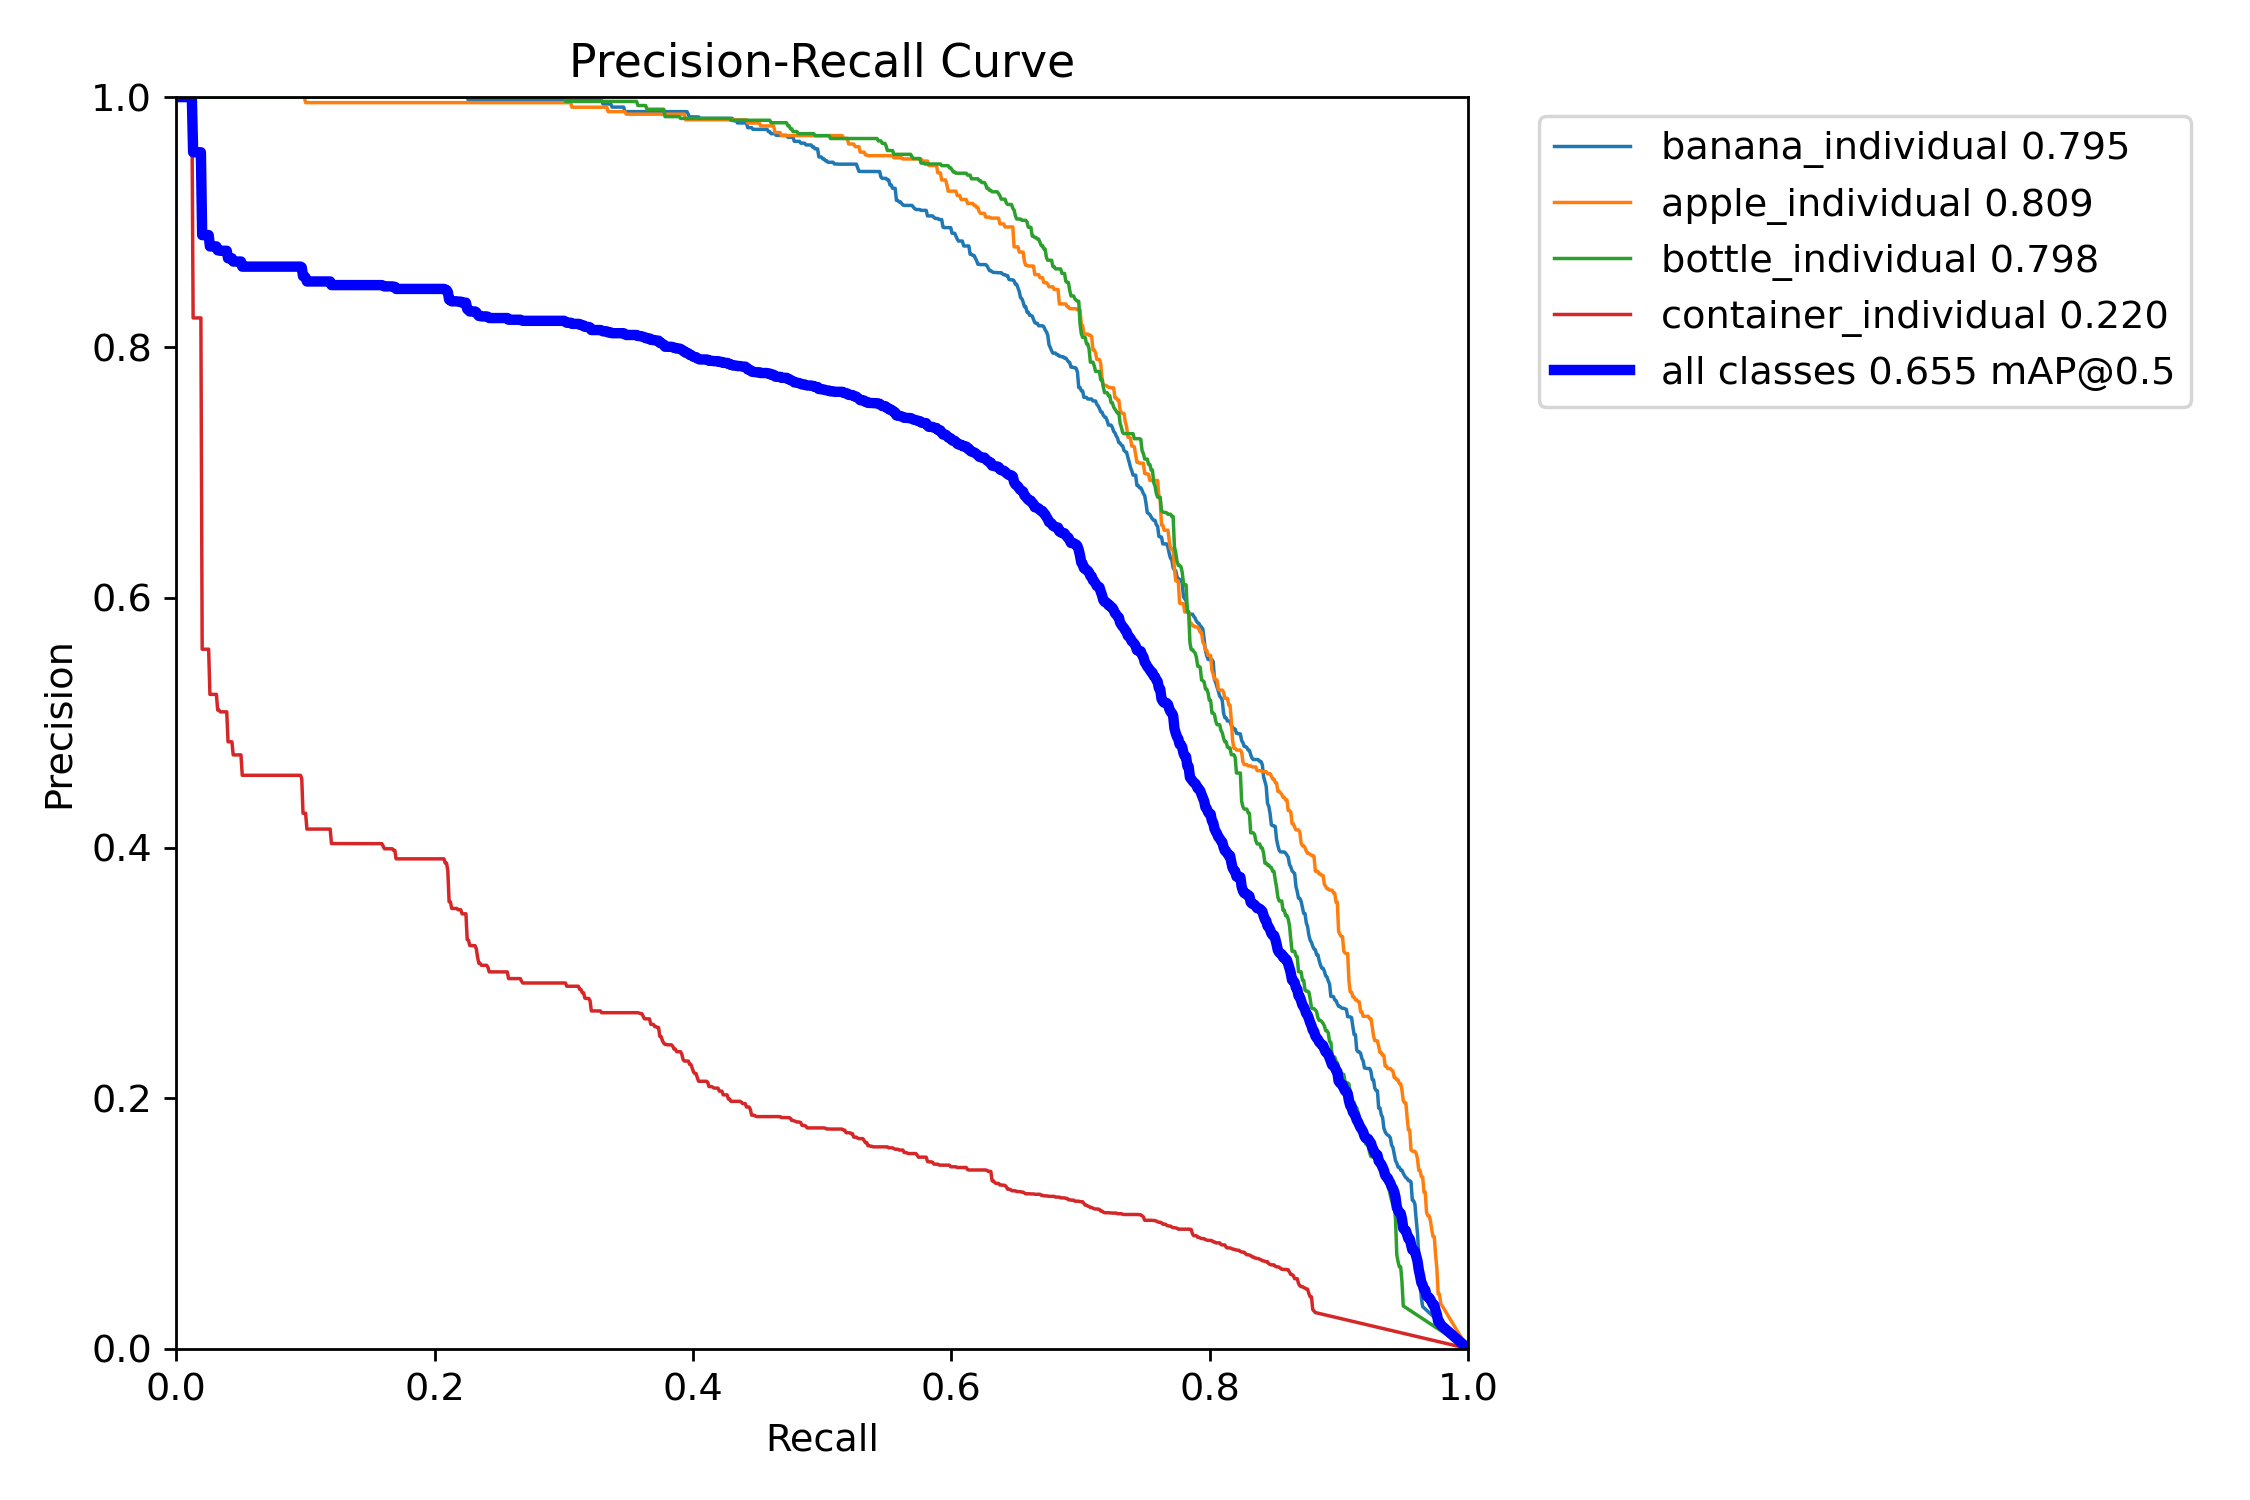 Precision-Recall Curve
1.0
0.8
0.6
0.4
0.2
0.0
Precision
0.0 0.2 0.4 0.6 0.8 1.0
Recall
banana_individual 0.795
apple_individual 0.809
bottle_individual 0.798
container_individual 0.220
all classes 0.655 mAP@0.5